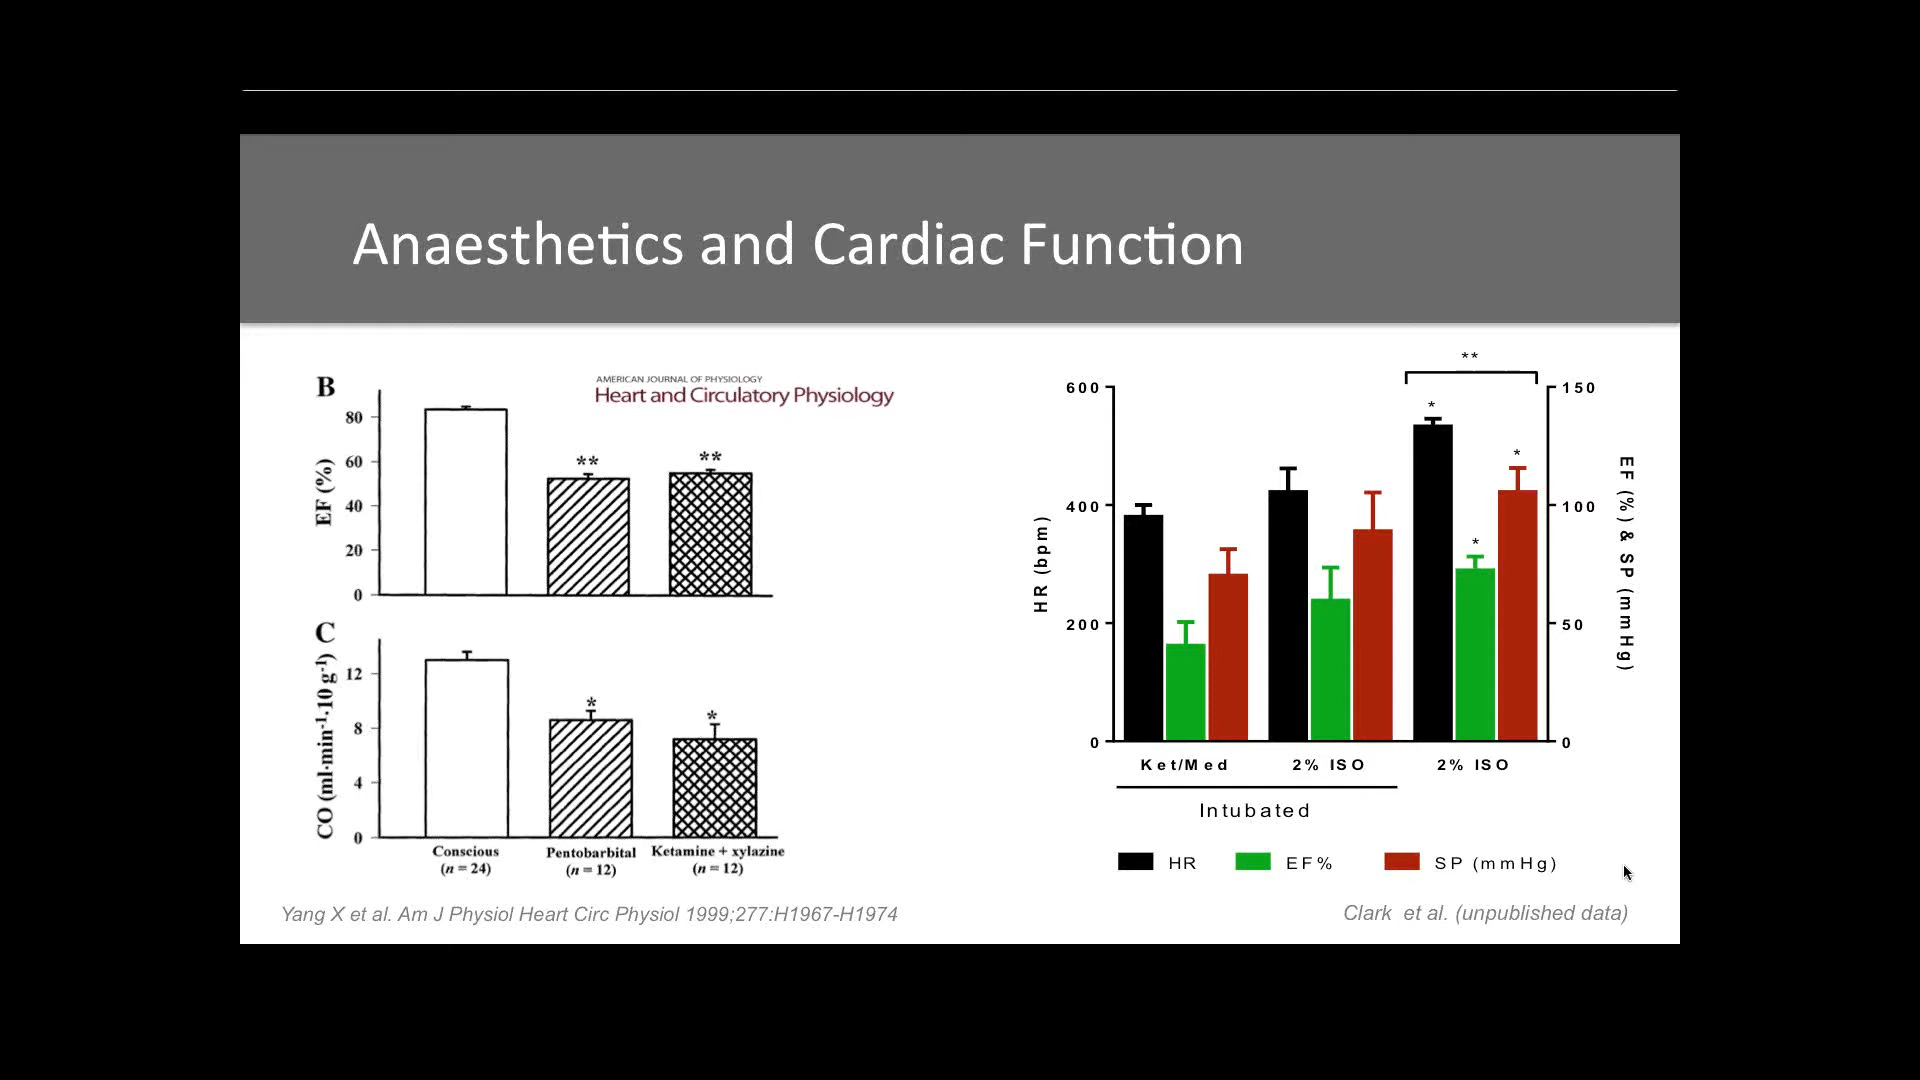 Anaesthetics and Cardiac Function
B
AMERICAN JOURNAL OF PHYSIOLOGY
Heart and Circulatory Physiology
EF (%)
80
60
40
20
0
**
**
C
CO (ml·min⁻¹·10 g⁻¹)
12
8
4
0
*
*
Conscious
(n = 24)
Pentobarbital
(n = 12)
Ketamine + xylazine
(n = 12)
Yang X et al. Am J Physiol Heart Circ Physiol 1999;277:H1967-H1974
HR (bpm)
600
400
200
0
**
*
*
*
150
100
50
0
EF (%) & SP (mmHg)
Ket/Med
2% ISO
2% ISO
Intubated
HR
EF%
SP (mmHg)
Clark et al. (unpublished data)